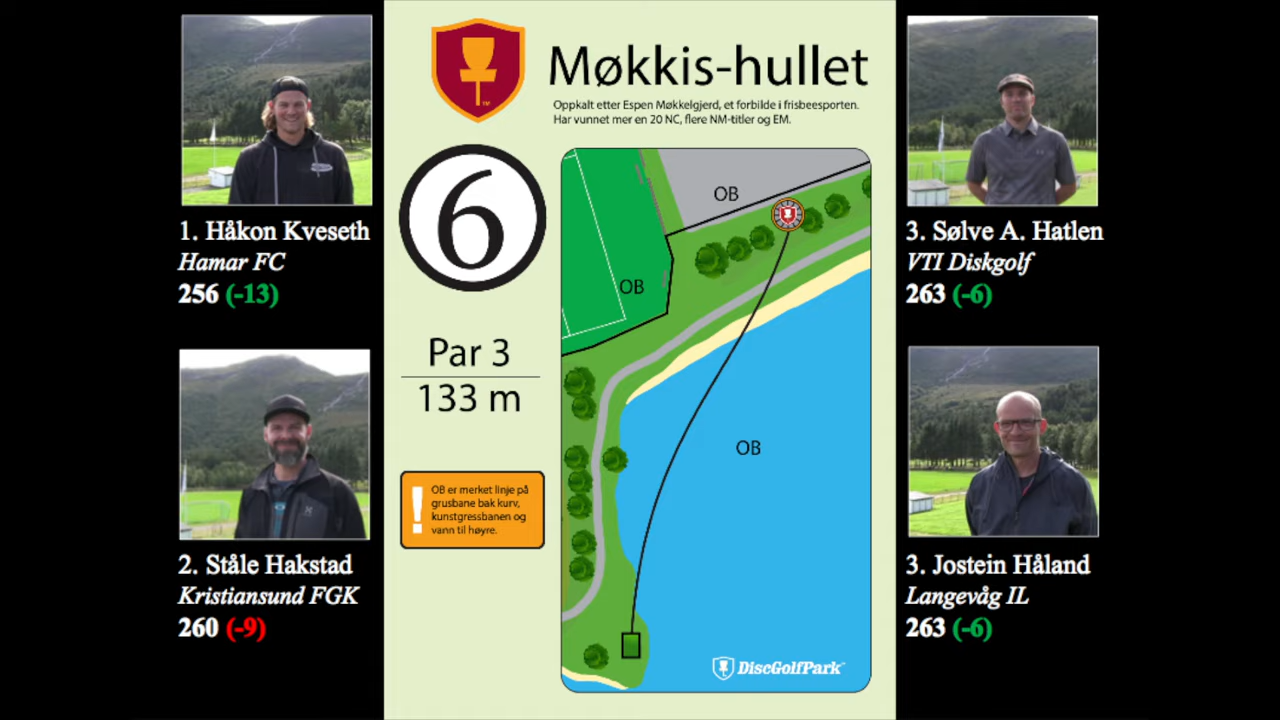 1. Håkon Kveseth
Hamar FC
256 (-13)
2. Ståle Hakstad
Kristiansund FGK
260 (-9)
Møkkis-hullet
Oppkalt etter Espen Møkkelgjerd, et forbilde i frisbeesporten.
Har vunnet mer en 20 NC, flere NM-titler og EM.
6
Par 3
133 m
! OB er merket linje på
grusbane bak kurv,
kunstgressbanen og
vann til høyre.
OB
OB
OB
DiscGolfPark™
3. Sølve A. Hatlen
VTI Diskgolf
263 (-6)
3. Jostein Håland
Langevåg IL
263 (-6)